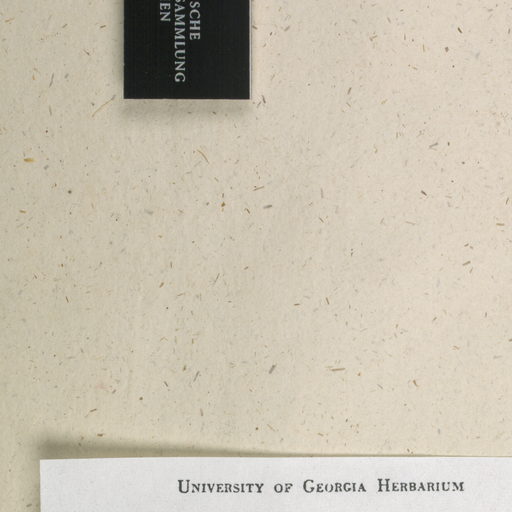 SCHE
SAMMLUNG
EN
University of Georgia Herbarium